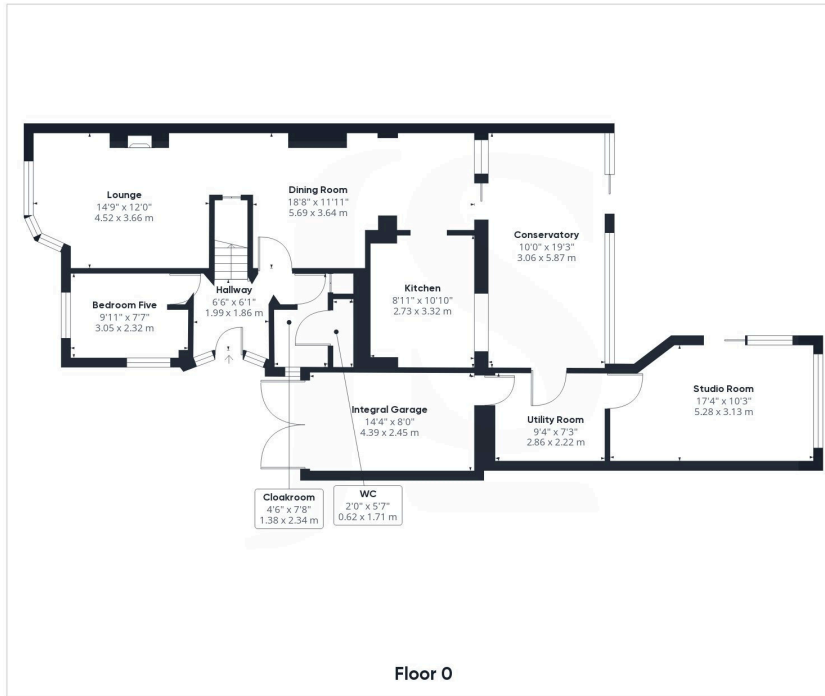 Lounge
14'9" x 12'0"
4.52 x 3.66 m
Dining Room
18'8" x 11'11"
5.69 x 3.64 m
Conservatory
10'0" x 19'3"
3.06 x 5.87 m
Hallway
6'6" x 6'1"
1.99 x 1.86 m
Kitchen
8'11" x 10'10"
2.73 x 3.32 m
Bedroom Five
9'11" x 7'7"
3.05 x 2.32 m
Studio Room
17'4" x 10'3"
5.28 x 3.13 m
Integral Garage
14'4" x 8'0"
4.39 x 2.45 m
Utility Room
9'4" x 7'3"
2.86 x 2.22 m
Cloakroom
4'6" x 7'8"
1.38 x 2.34 m
WC
2'0" x 5'7"
0.62 x 1.71 m
Floor 0